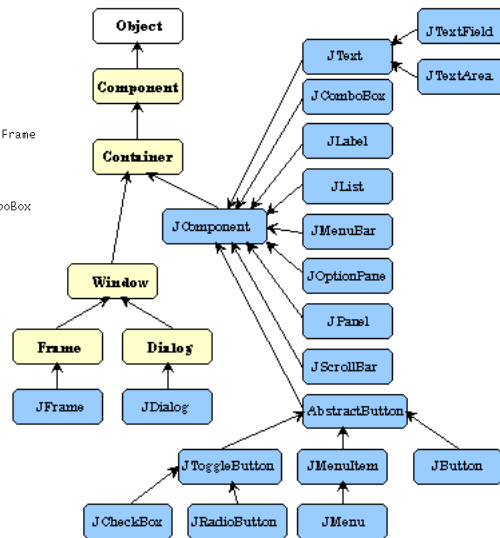 Object
JTextField
JText
JTextArea
Component
JComboBox
Frame
JLabel
Container
JList
boBox
JComponent
JMenuBar
JOptionPane
Window
JPanel
Frame
Dialog
JScrollBar
JFrame
JDialog
AbstractButton
JToggleButton
JMenuItem
JButton
JCheckBox
JRadioButton
JMenu